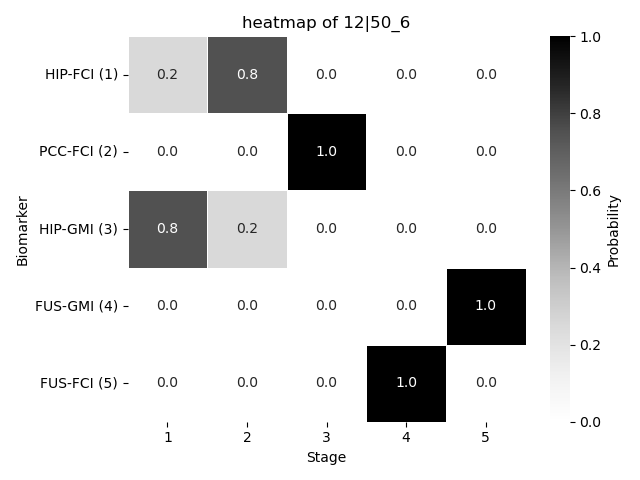 heatmap of 12|50_6
HIP-FCI (1) 0.2 0.8 0.0 0.0 0.0
PCC-FCI (2) 0.0 0.0 1.0 0.0 0.0
HIP-GMI (3) 0.8 0.2 0.0 0.0 0.0
FUS-GMI (4) 0.0 0.0 0.0 0.0 1.0
FUS-FCI (5) 0.0 0.0 0.0 1.0 0.0
1 2 3 4 5
Stage
Biomarker
1.0
0.8
0.6
0.4
0.2
0.0
Probability